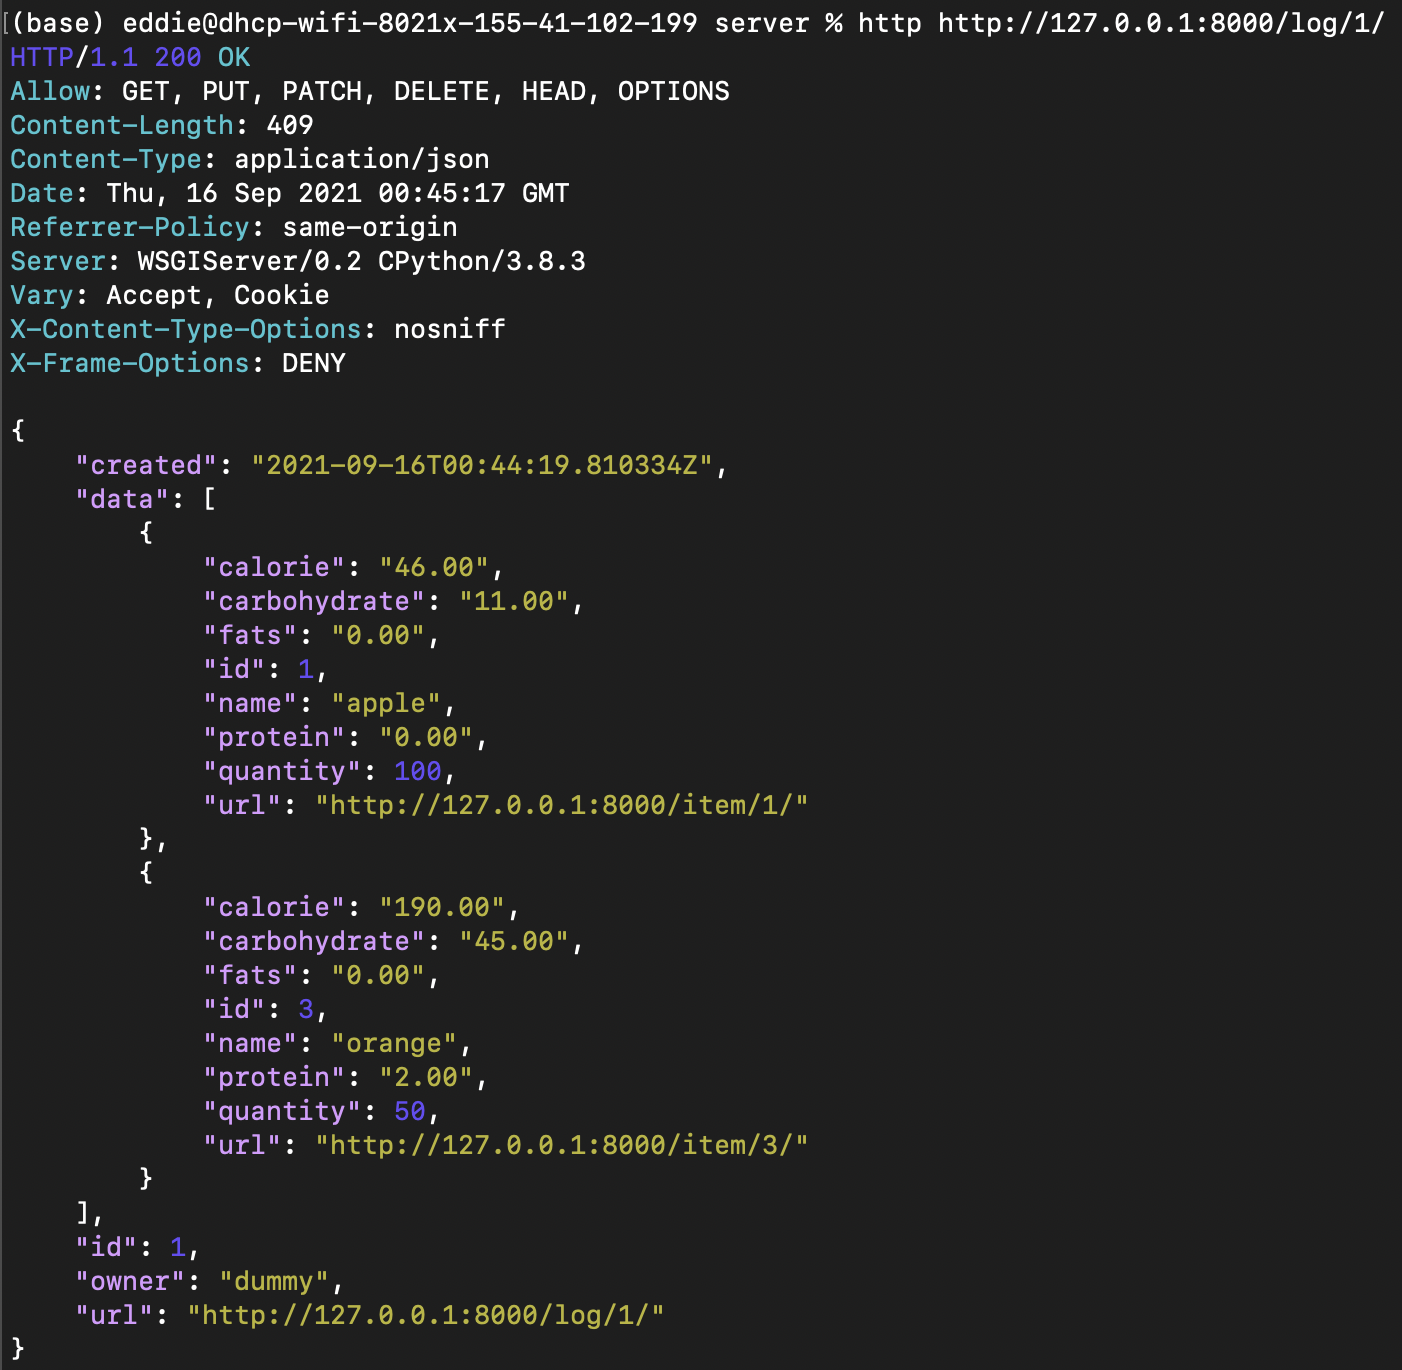 [(base) eddie@dhcp-wifi-8021x-155-41-102-199 server % http http://127.0.0.1:8000/log/1/
HTTP/1.1 200 OK
Allow: GET, PUT, PATCH, DELETE, HEAD, OPTIONS
Content-Length: 409
Content-Type: application/json
Date: Thu, 16 Sep 2021 00:45:17 GMT
Referrer-Policy: same-origin
Server: WSGIServer/0.2 CPython/3.8.3
Vary: Accept, Cookie
X-Content-Type-Options: nosniff
X-Frame-Options: DENY

{
    "created": "2021-09-16T00:44:19.810334Z",
    "data": [
        {
            "calorie": "46.00",
            "carbohydrate": "11.00",
            "fats": "0.00",
            "id": 1,
            "name": "apple",
            "protein": "0.00",
            "quantity": 100,
            "url": "http://127.0.0.1:8000/item/1/"
        },
        {
            "calorie": "190.00",
            "carbohydrate": "45.00",
            "fats": "0.00",
            "id": 3,
            "name": "orange",
            "protein": "2.00",
            "quantity": 50,
            "url": "http://127.0.0.1:8000/item/3/"
        }
    ],
    "id": 1,
    "owner": "dummy",
    "url": "http://127.0.0.1:8000/log/1/"
}